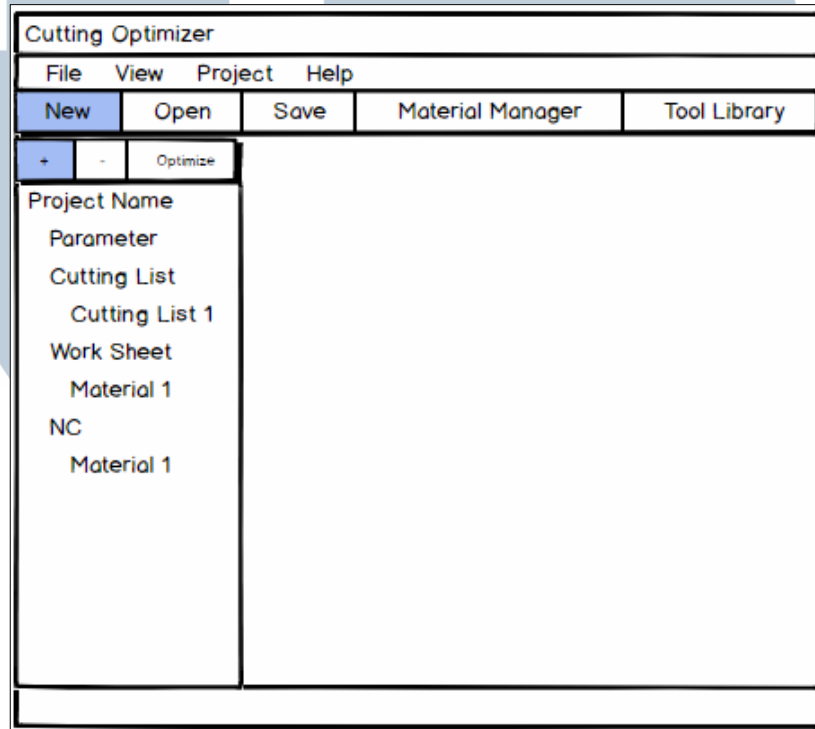 Cutting Optimizer
File View Project Help
New Open Save Material Manager Tool Library
+ - Optimize
Project Name
Parameter
Cutting List
Cutting List 1
Work Sheet
Material 1
NC
Material 1